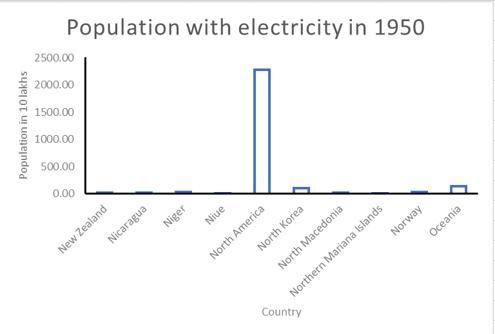 Population with electricity in 1950
Population in 10 lakhs
2500.00
2000.00
1500.00
1000.00
500.00
0.00
New Zealand
Nicaragua
Niger
Niue
North America
North Korea
North Macedonia
Northern Mariana Islands
Norway
Oceania
Country